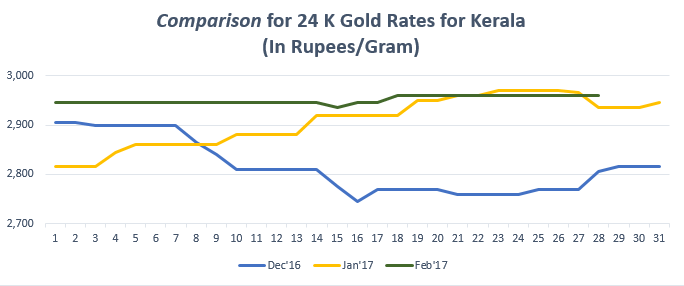 Comparison for 24 K Gold Rates for Kerala
(In Rupees/Gram)
3,000
2,900
2,800
2,700
1 2 3 4 5 6 7 8 9 10 11 12 13 14 15 16 17 18 19 20 21 22 23 24 25 26 27 28 29 30 31
Dec'16 Jan'17 Feb'17